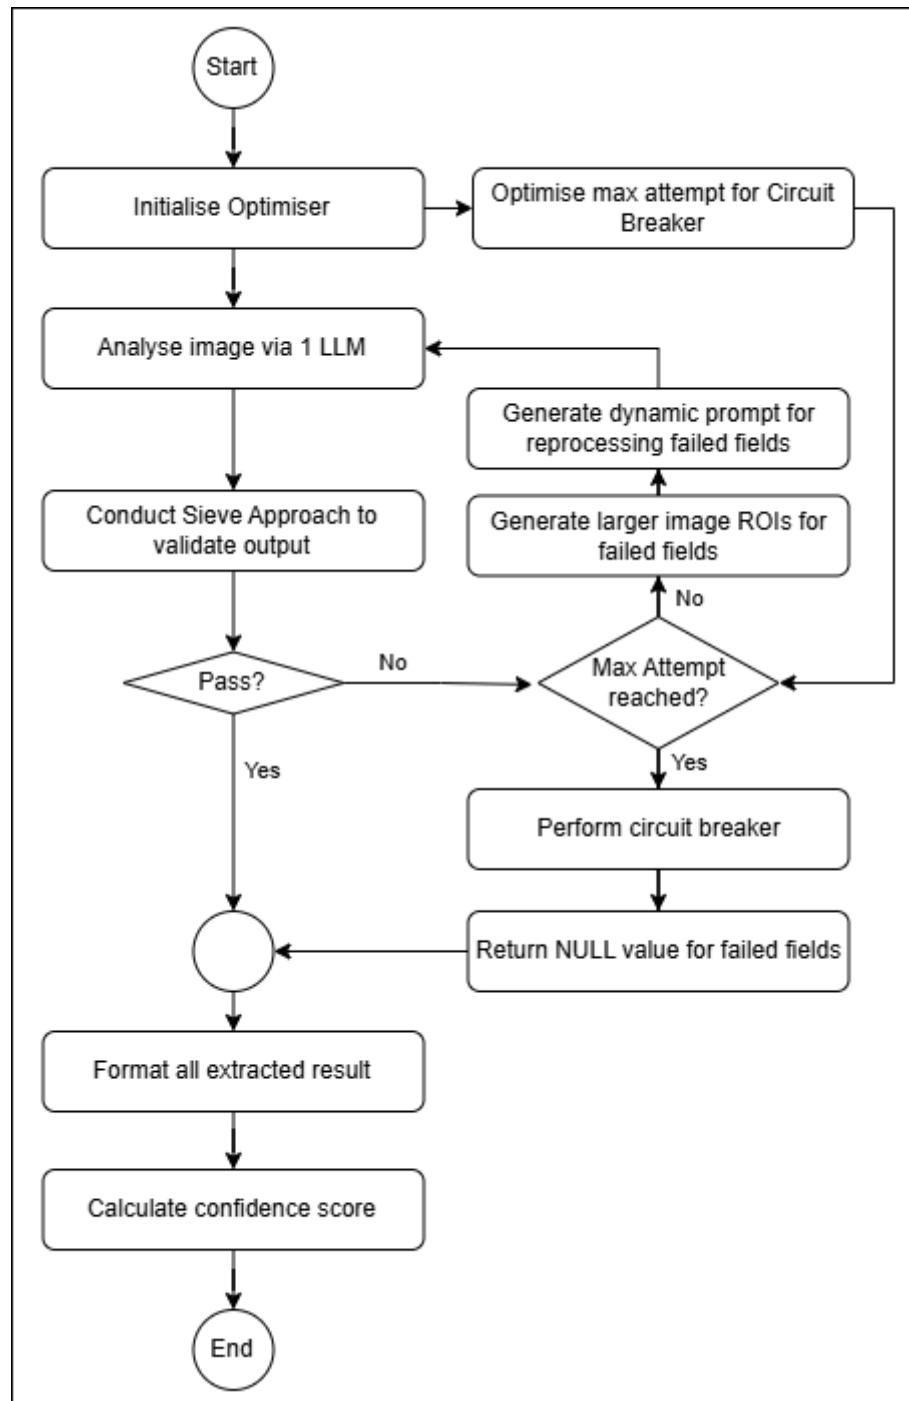 Start
Initialise Optimiser
Optimise max attempt for Circuit
Breaker
Analyse image via 1 LLM
Generate dynamic prompt for
reprocessing failed fields
Conduct Sieve Approach to
validate output
Generate larger image ROIs for
failed fields
No
Pass?
No
Max Attempt
reached?
Yes
Yes
Perform circuit breaker
Return NULL value for failed fields
Format all extracted result
Calculate confidence score
End